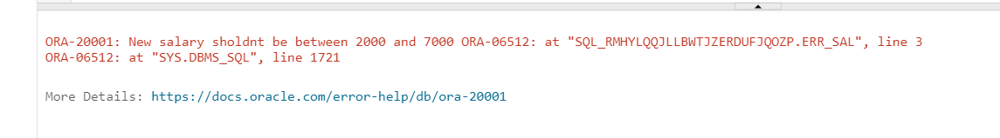 ORA-20001: New salary sholdnt be between 2000 and 7000 ORA-06512: at "SQL_RMHYLQQJLLBWTJZERDUFJQOZP.ERR_SAL", line 3
ORA-06512: at "SYS.DBMS_SQL", line 1721
More Details: https://docs.oracle.com/error-help/db/ora-20001